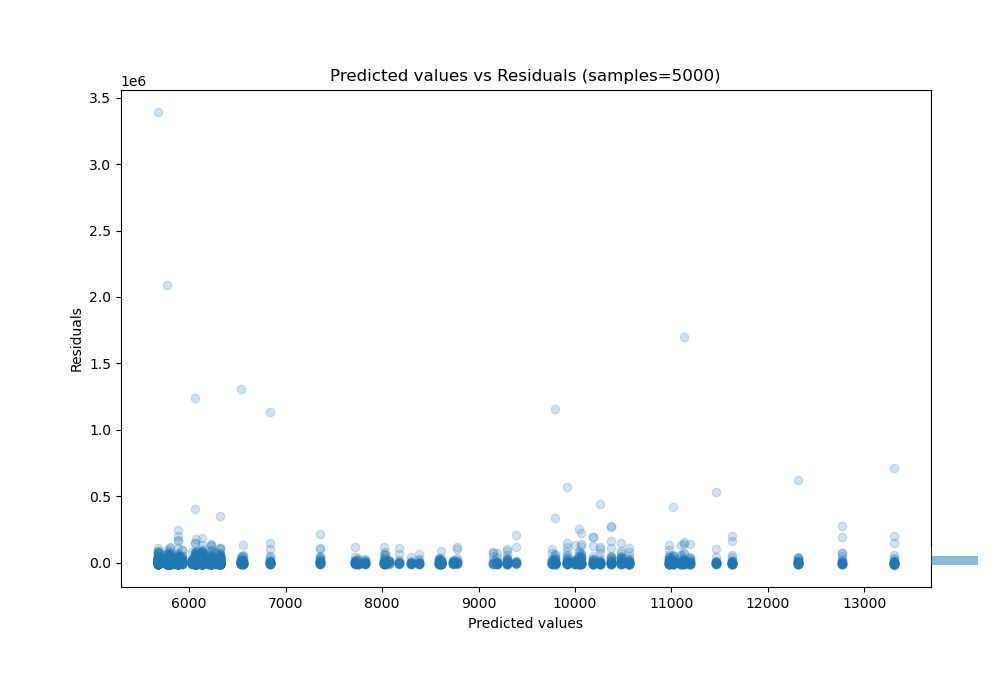 Predicted values vs Residuals (samples=5000)
1e6
3.5
3.0
2.5
2.0
1.5
1.0
0.5
0.0
Residuals
6000 7000 8000 9000 10000 11000 12000 13000
Predicted values